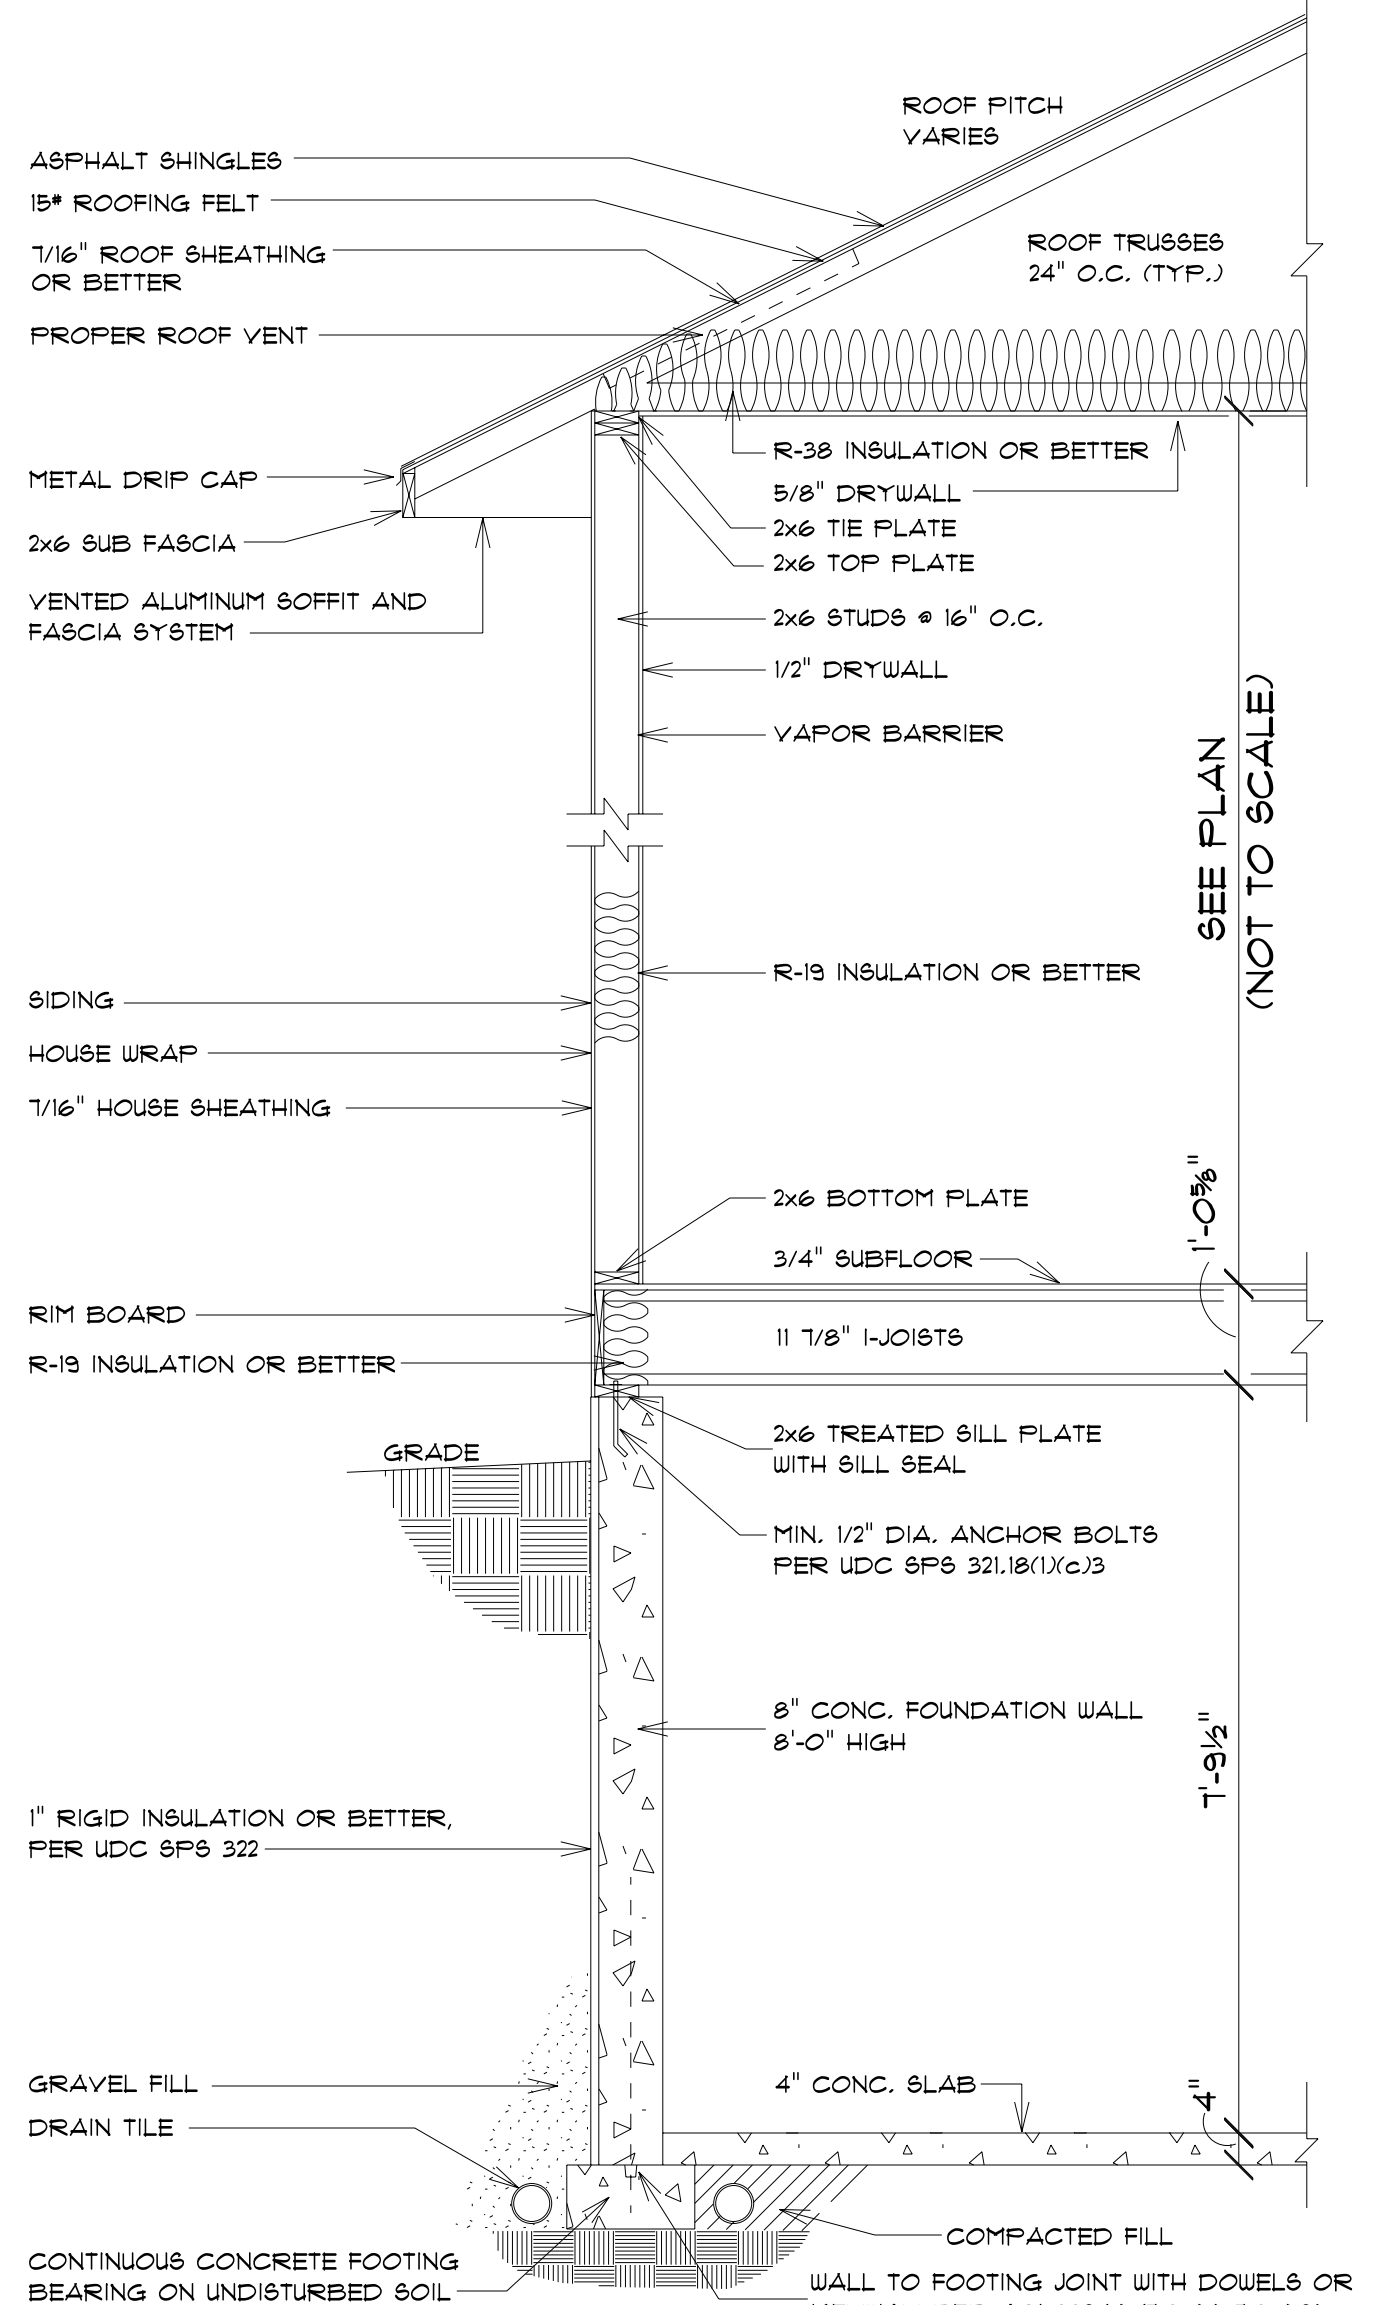 ROOF PITCH
VARIES
ASPHALT SHINGLES
15# ROOFING FELT
7/16" ROOF SHEATHING
OR BETTER
ROOF TRUSSES
24" O.C. (TYP.)
PROPER ROOF VENT
METAL DRIP CAP
2x6 SUB FASCIA
VENTED ALUMINUM SOFFIT AND
FASCIA SYSTEM
R-38 INSULATION OR BETTER
5/8" DRYWALL
2x6 TIE PLATE
2x6 TOP PLATE
2x6 STUDS @ 16" O.C.
1/2" DRYWALL
VAPOR BARRIER
SEE PLAN
(NOT TO SCALE)
R-19 INSULATION OR BETTER
SIDING
HOUSE WRAP
7/16" HOUSE SHEATHING
2x6 BOTTOM PLATE
1'-0⅝"
3/4" SUBFLOOR
RIM BOARD
11 7/8" I-JOISTS
R-19 INSULATION OR BETTER
GRADE
2x6 TREATED SILL PLATE
WITH SILL SEAL
MIN. 1/2" DIA. ANCHOR BOLTS
PER UDC SPS 321.18(1)(c)3
8" CONC. FOUNDATION WALL
8'-0" HIGH
7'-9½"
1" RIGID INSULATION OR BETTER,
PER UDC SPS 322
GRAVEL FILL
DRAIN TILE
4" CONC. SLAB
4"
COMPACTED FILL
CONTINUOUS CONCRETE FOOTING
BEARING ON UNDISTURBED SOIL
WALL TO FOOTING JOINT WITH DOWELS OR